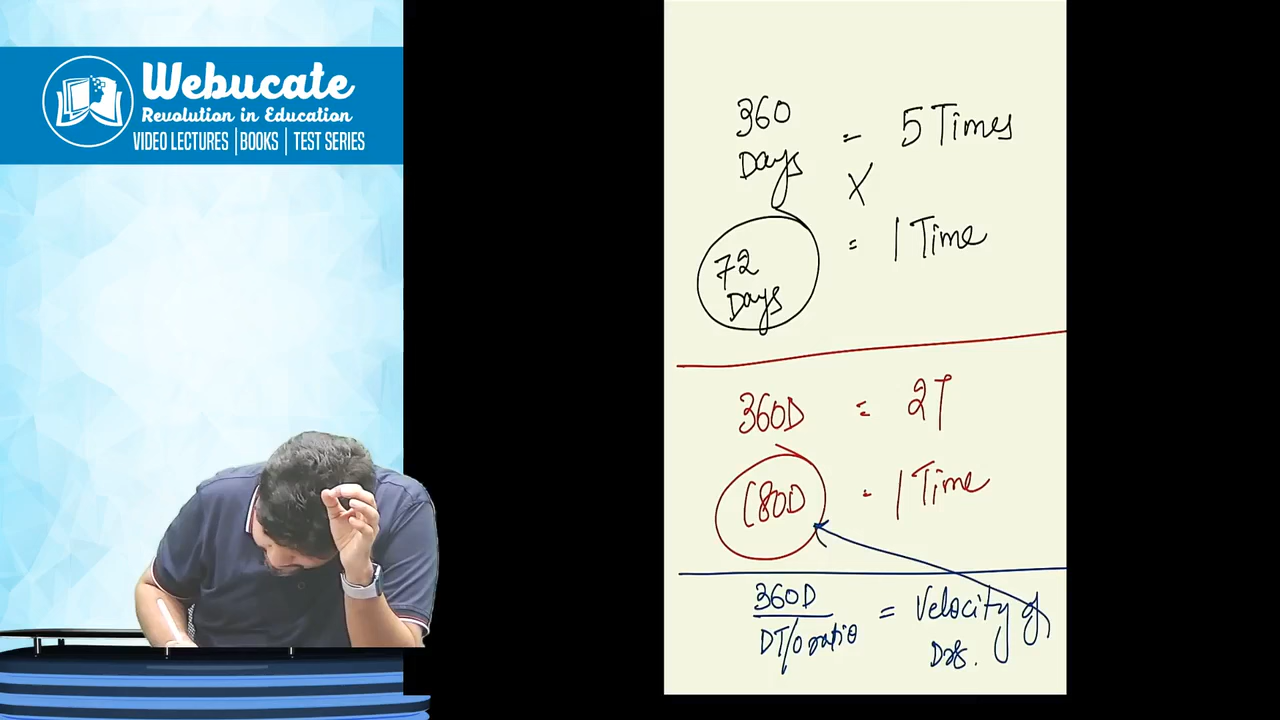 Webucate
Revolution in Education
VIDEO LECTURES | BOOKS | TEST SERIES
360 Days = 5 Times
X
72 Days = 1 Time
360D = 2T
180D = 1 Time
360D / DT/O ratio = Velocity of Drs.